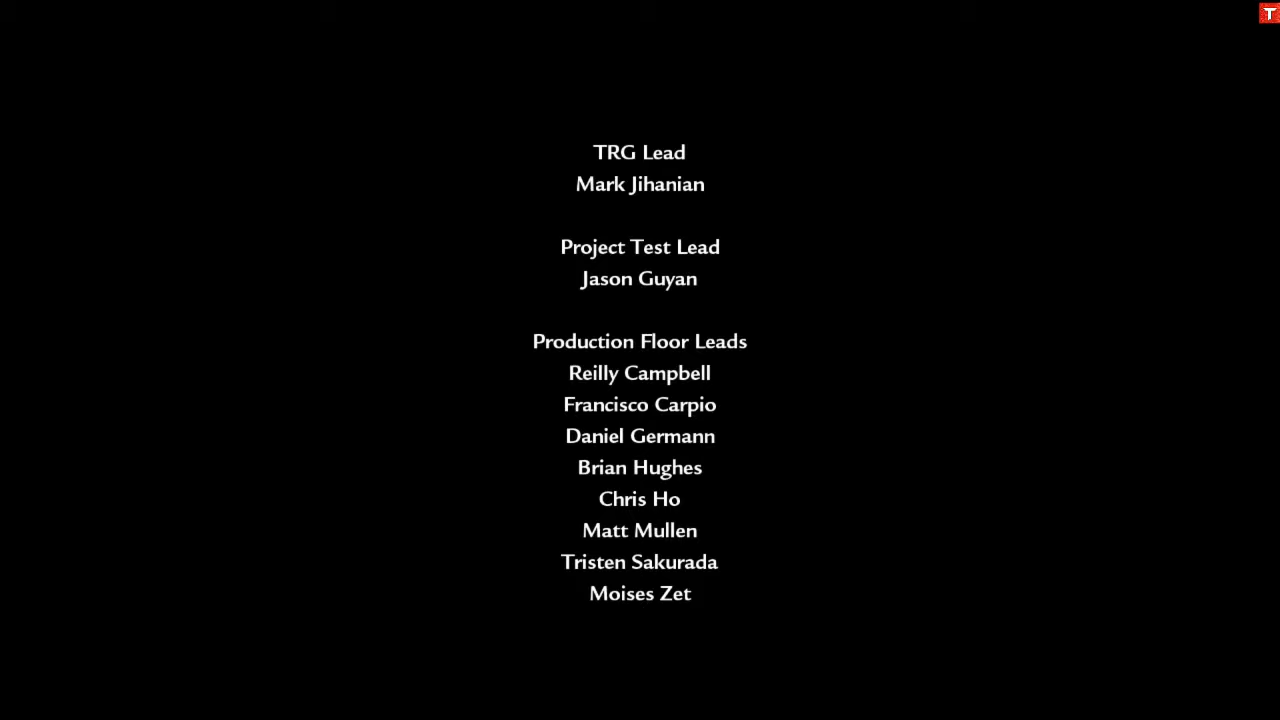 T
TRG Lead
Mark Jihanian
Project Test Lead
Jason Guyan
Production Floor Leads
Reilly Campbell
Francisco Carpio
Daniel Germann
Brian Hughes
Chris Ho
Matt Mullen
Tristen Sakurada
Moises Zet